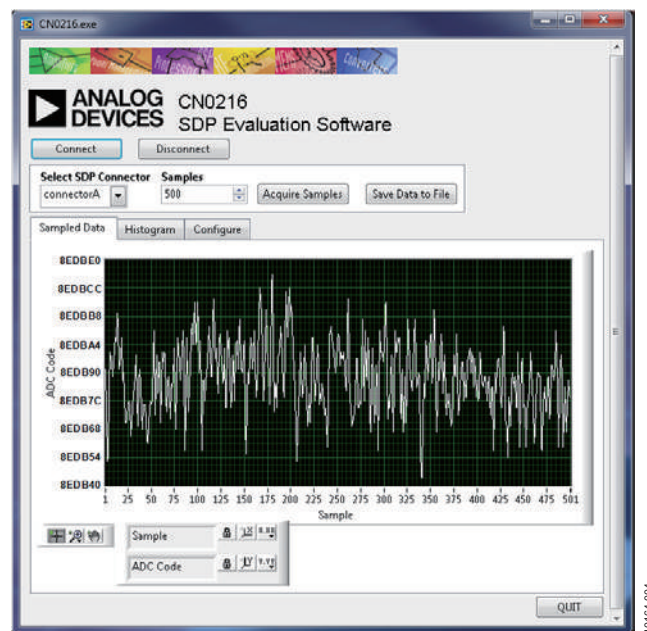 CN0216.exe
ANALOG DEVICES
CN0216
SDP Evaluation Software
Connect
Disconnect
Select SDP Connector
Samples
connectorA
500
Acquire Samples
Save Data to File
Sampled Data
Histogram
Configure
8EDBE0
8EDBCC
8EDBB8
8EDBA4
8EDB90
8EDB7C
8EDB68
8EDB54
8EDB40
ADC Code
1 25 50 75 100 125 150 175 200 225 250 275 300 325 350 375 400 425 450 475 501
Sample
Sample
ADC Code
QUIT